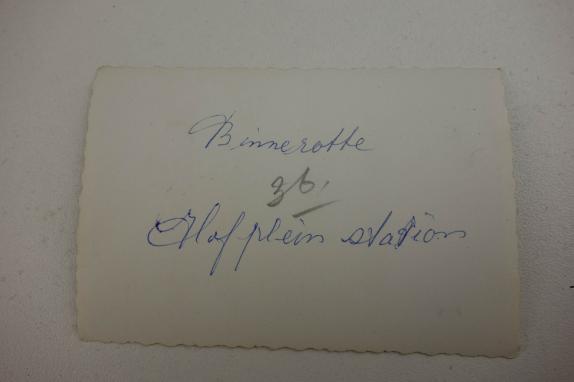 Binnerotte
36.
Hofplein station